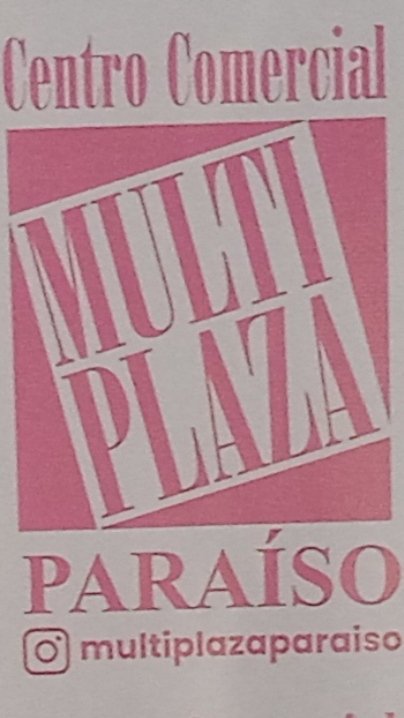 Centro Comercial
MULTI
PLAZA
PARAÍSO
multiplazaparaiso